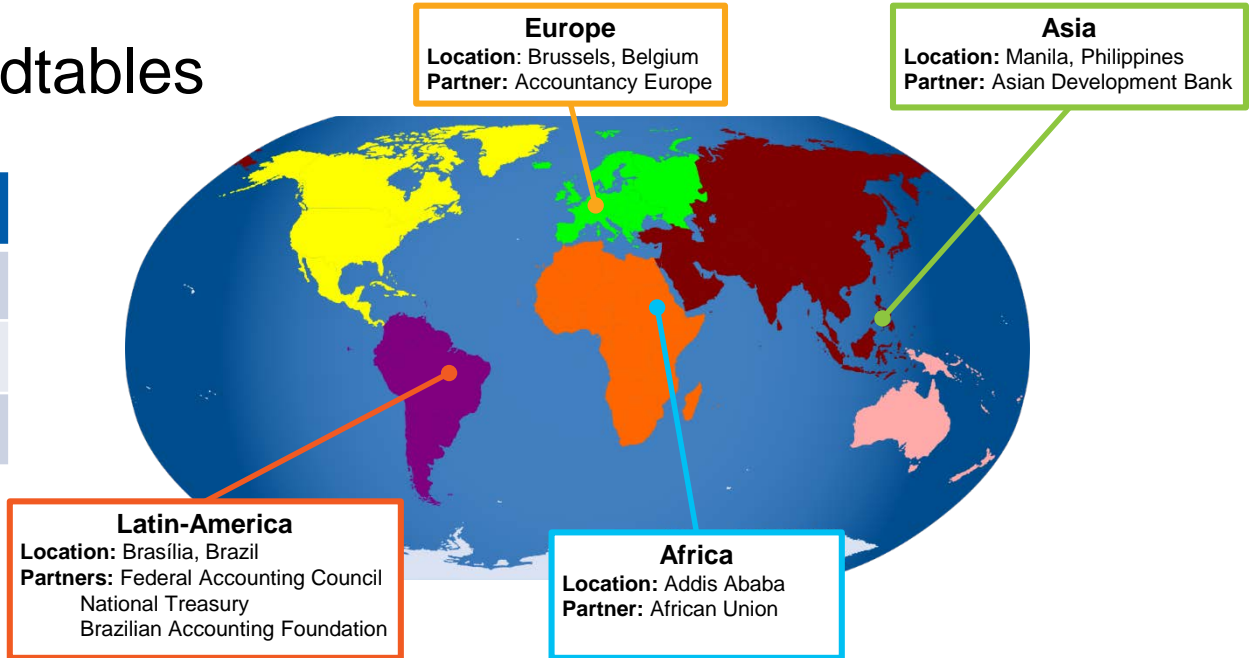 dtables
Europe
Location: Brussels, Belgium
Partner: Accountancy Europe
Asia
Location: Manila, Philippines
Partner: Asian Development Bank
Latin-America
Location: Brasília, Brazil
Partners: Federal Accounting Council
National Treasury
Brazilian Accounting Foundation
Africa
Location: Addis Ababa
Partner: African Union